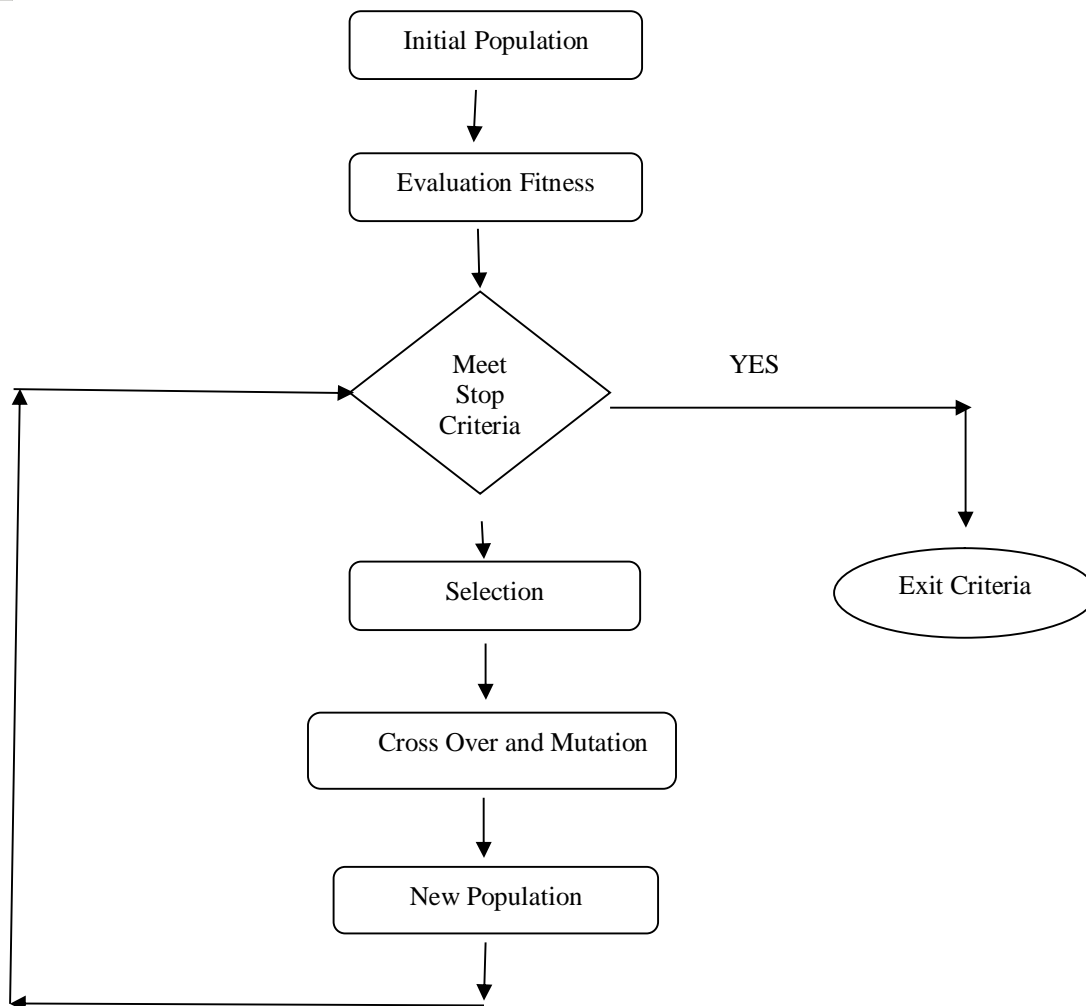 Initial Population
Evaluation Fitness
Meet
Stop
Criteria
YES
Exit Criteria
Selection
Cross Over and Mutation
New Population